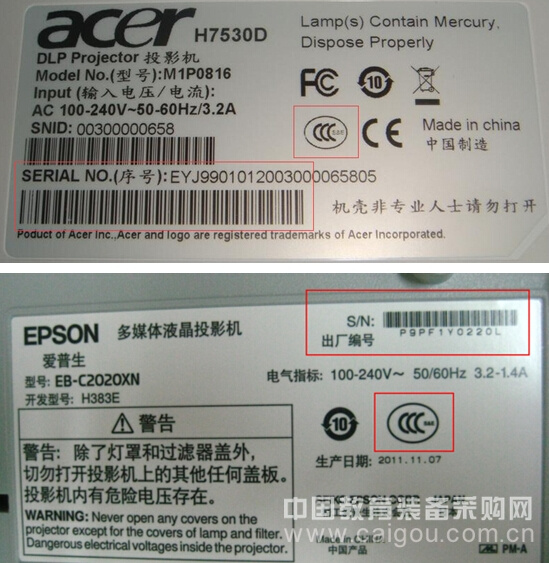 acer H7530D
DLP Projector 投影机
Model No.(型号):M1P0816
Input (输入电压/电流):
AC 100-240V~50-60Hz/3.2A
SNID: 00300000658
SERIAL NO.(序号):EYJ9901012003000065805
Lamp(s) Contain Mercury,
Dispose Properly
FC 10 CCC CE
Made in china
中国制造
机壳非专业人士请勿打开
Poduct of Acer Inc.,Acer and logo are registered trademarks of Acer Incorporated.
EPSON 多媒体液晶投影机
爱普生
型号: EB-C2020XN
开发型号: H383E
S/N:
出厂编号 P9PF1Y0220L
电气指标: 100-240V~ 50/60Hz 3.2-1.4A
10 CCC
生产日期: 2011.11.07
警告
警告: 除了灯罩和过滤器盖外,
切勿打开投影机上的其他任何盖板。
投影机内有危险电压存在。
WARNING: Never open any covers on the
projector except for the covers of lamp and filter.
Dangerous electrical voltages inside the projector.
中国产品
PM-A
中国教育装备采购网
www.caigou.com.cn